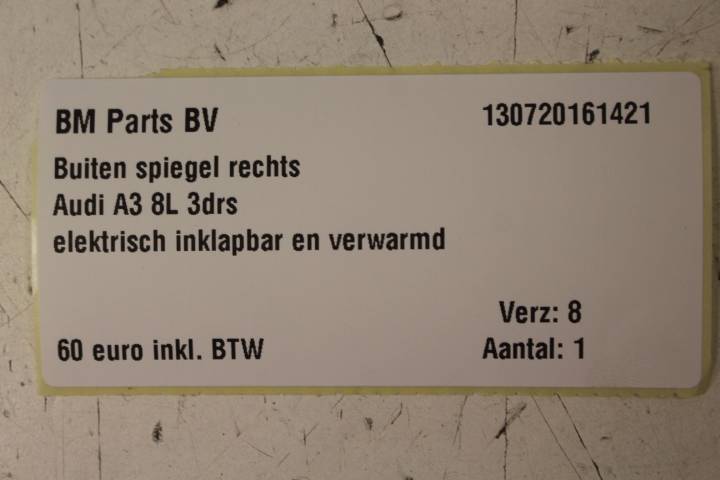 BM Parts BV 130720161421
Buiten spiegel rechts
Audi A3 8L 3drs
elektrisch inklapbar en verwarmd
Verz: 8
60 euro inkl. BTW Aantal: 1